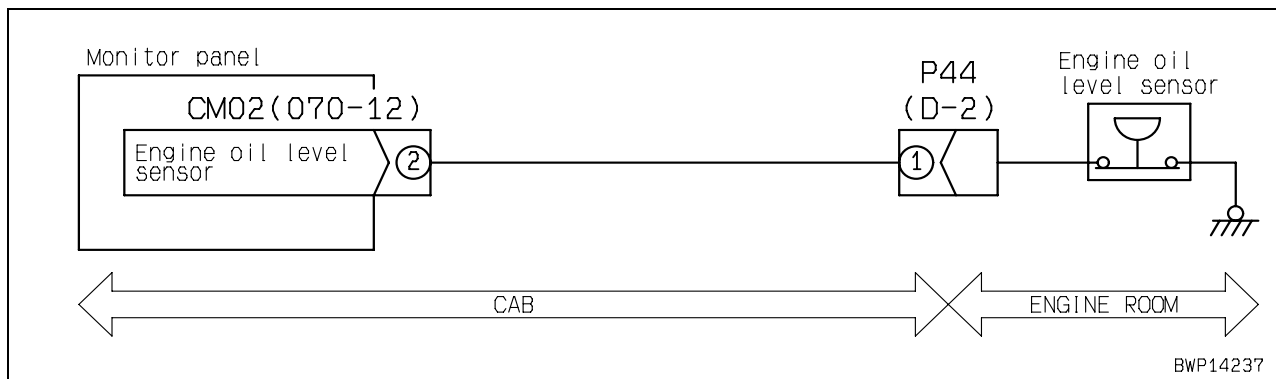 Monitor panel
CM02(070-12)
Engine oil level
sensor
2
P44
(D-2)
1
Engine oil
level sensor
CAB
ENGINE ROOM
BWP14237